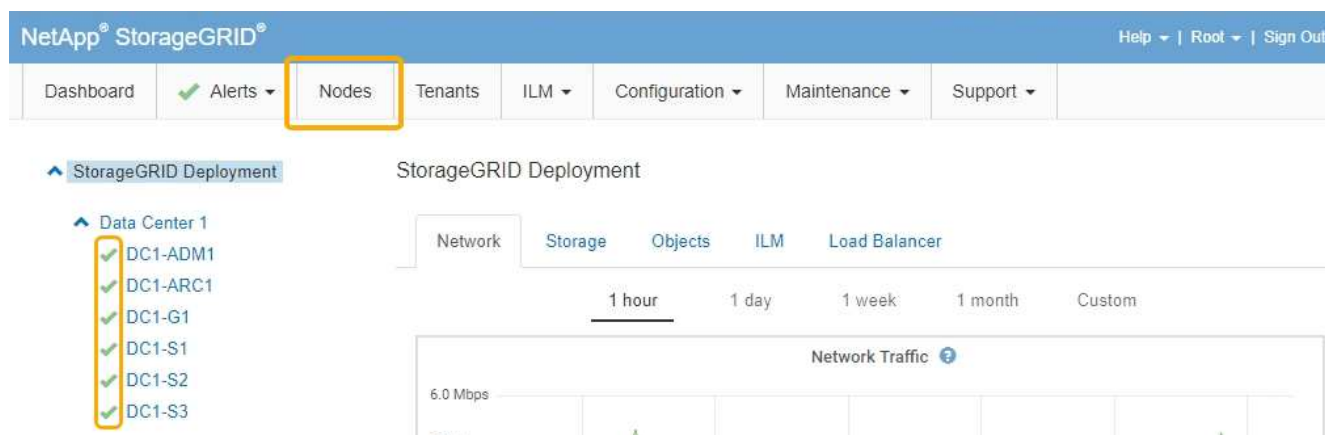 NetApp® StorageGRID®
Help | Root | Sign Out
Dashboard Alerts Nodes Tenants ILM Configuration Maintenance Support
StorageGRID Deployment
Data Center 1
DC1-ADM1
DC1-ARC1
DC1-G1
DC1-S1
DC1-S2
DC1-S3
StorageGRID Deployment
Network Storage Objects ILM Load Balancer
1 hour 1 day 1 week 1 month Custom
Network Traffic ?
6.0 Mbps